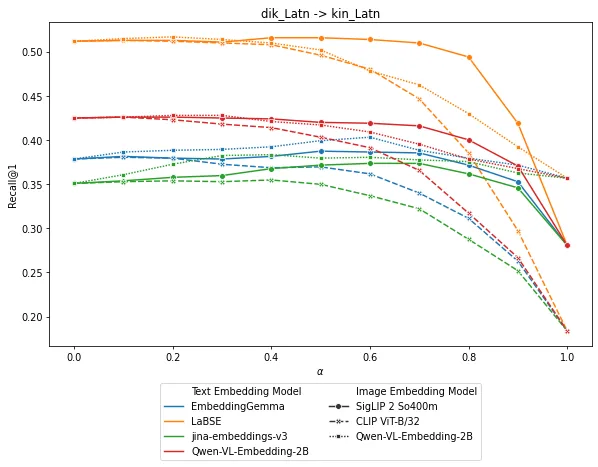 dik_Latn -> kin_Latn
Recall@1
0.50
0.45
0.40
0.35
0.30
0.25
0.20
0.0
0.2
0.4
0.6
0.8
1.0
α
Text Embedding Model
EmbeddingGemma
LaBSE
jina-embeddings-v3
Qwen-VL-Embedding-2B
Image Embedding Model
SigLIP 2 So400m
CLIP ViT-B/32
Qwen-VL-Embedding-2B